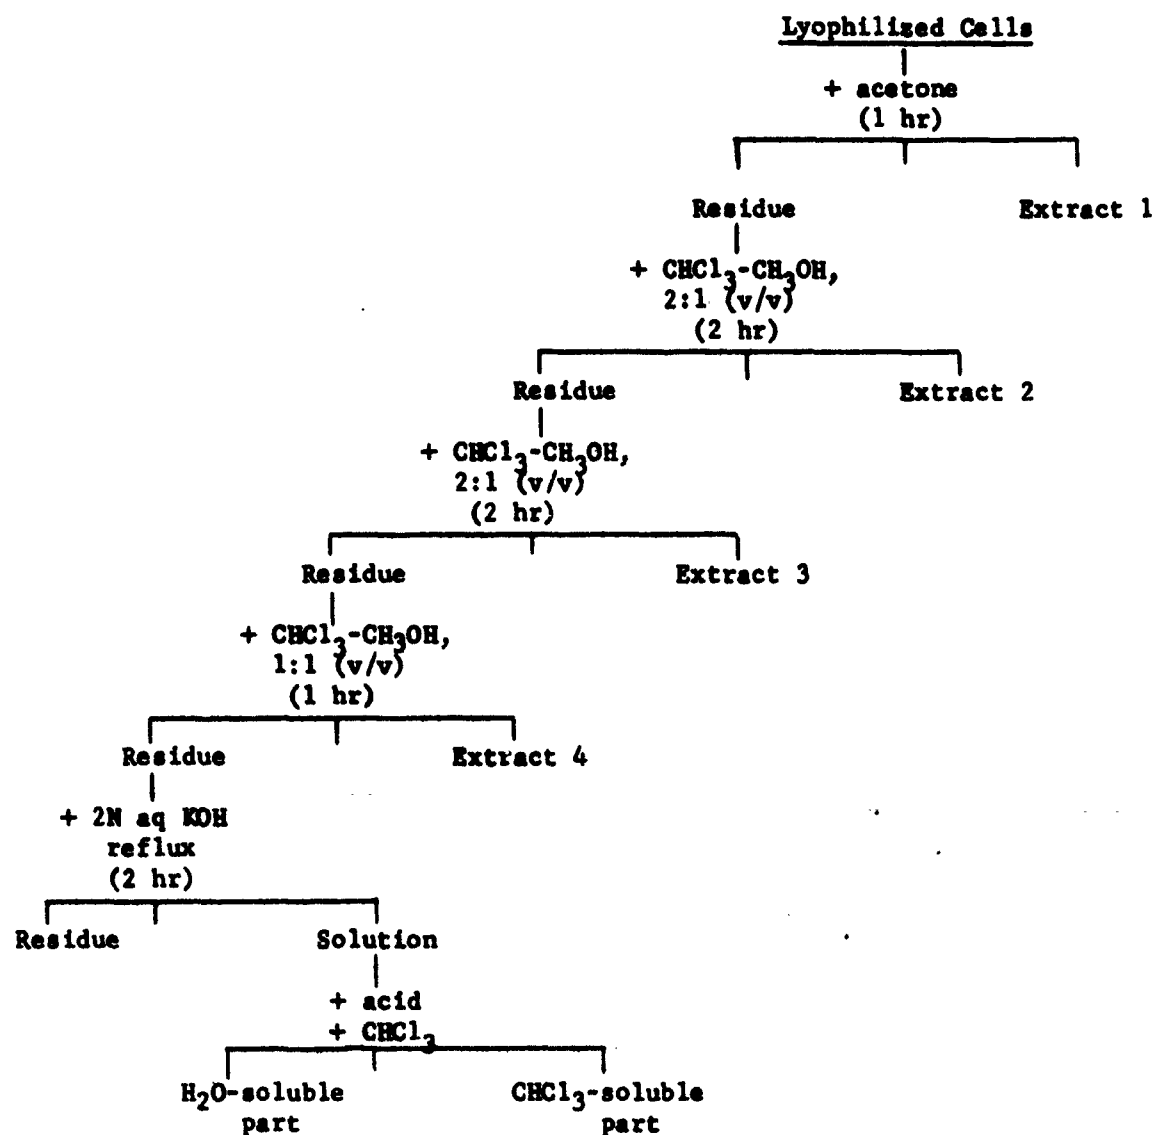 Lyophilized Cells
+ acetone
(1 hr)
Residue
Extract 1
+ CHCl3-CH3OH,
2:1 (v/v)
(2 hr)
Residue
Extract 2
+ CHCl3-CH3OH,
2:1 (v/v)
(2 hr)
Residue
Extract 3
+ CHCl3-CH3OH,
1:1 (v/v)
(1 hr)
Residue
Extract 4
+ 2N aq KOH
reflux
(2 hr)
Residue
Solution
+ acid
+ CHCl3
H2O-soluble
part
CHCl3-soluble
part